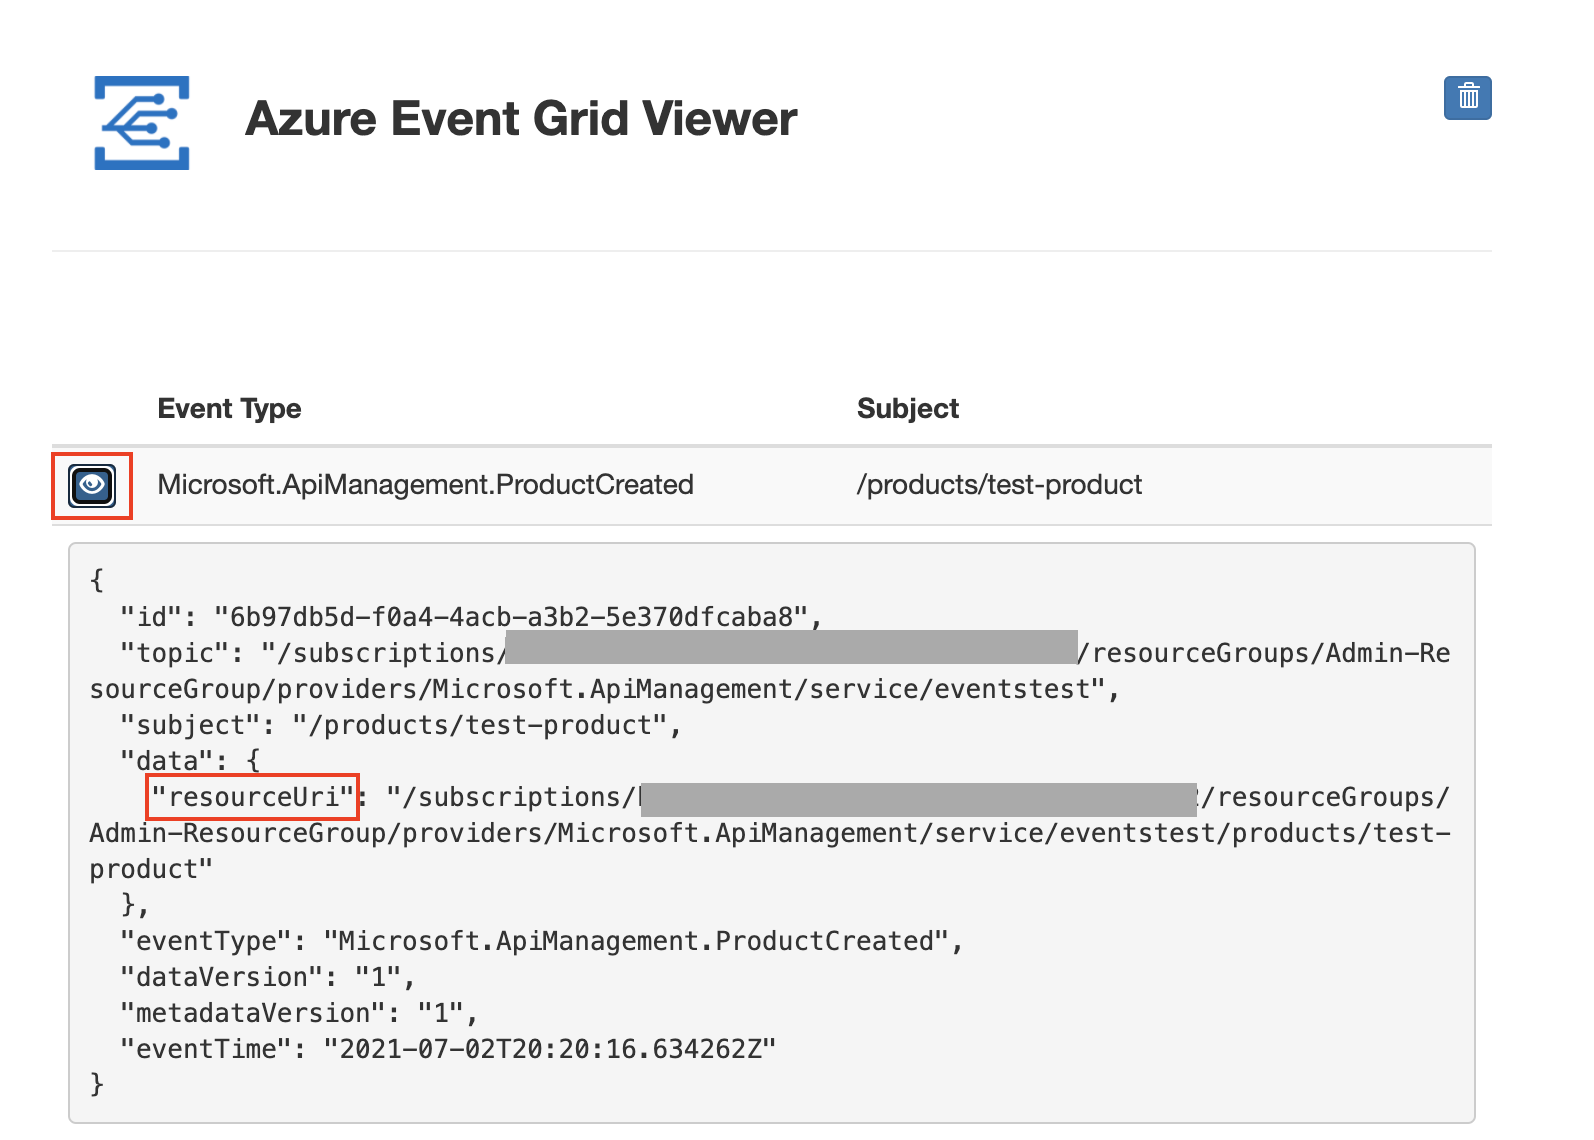 Azure Event Grid Viewer
Event Type Subject
Microsoft.ApiManagement.ProductCreated /products/test-product
{
"id": "6b97db5d-f0a4-4acb-a3b2-5e370dfcaba8",
"topic": "/subscriptions/ /resourceGroups/Admin-Re
sourceGroup/providers/Microsoft.ApiManagement/service/eventstest",
"subject": "/products/test-product",
"data": {
"resourceUri": "/subscriptions/ /resourceGroups/
Admin-ResourceGroup/providers/Microsoft.ApiManagement/service/eventstest/products/test-
product"
},
"eventType": "Microsoft.ApiManagement.ProductCreated",
"dataVersion": "1",
"metadataVersion": "1",
"eventTime": "2021-07-02T20:20:16.634262Z"
}